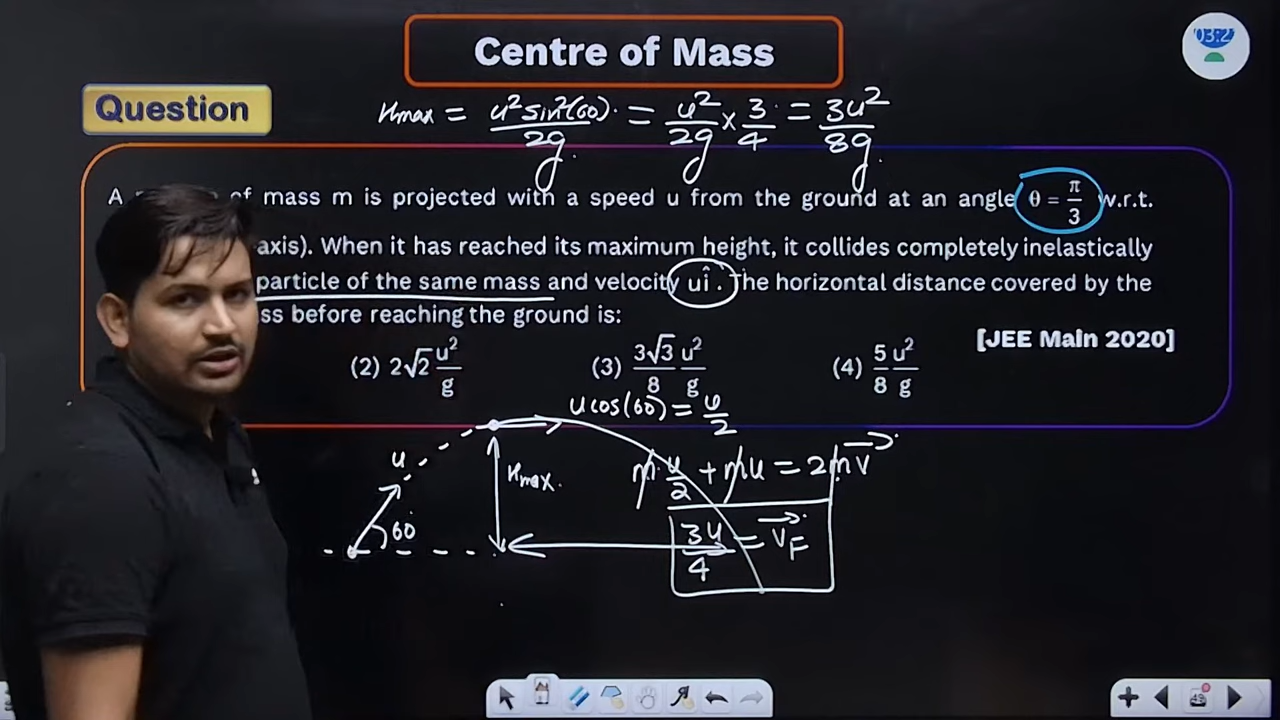 Centre of Mass
Question
Hmax = u² sin²(60) / 2g = u²/2g × 3/4 = 3u²/8g
A of mass m is projected with a speed u from the ground at an angle θ = π/3 w.r.t.
axis). When it has reached its maximum height, it collides completely inelastically
particle of the same mass and velocity uî. The horizontal distance covered by the
before reaching the ground is:
[JEE Main 2020]
(2) 2√2 u²/g (3) 3√3/8 u²/g (4) 5/8 u²/g
u cos(60) = u/2
u
Hmax.
m u/2 + mu = 2mv⃗
60
3u/4 = v⃗F